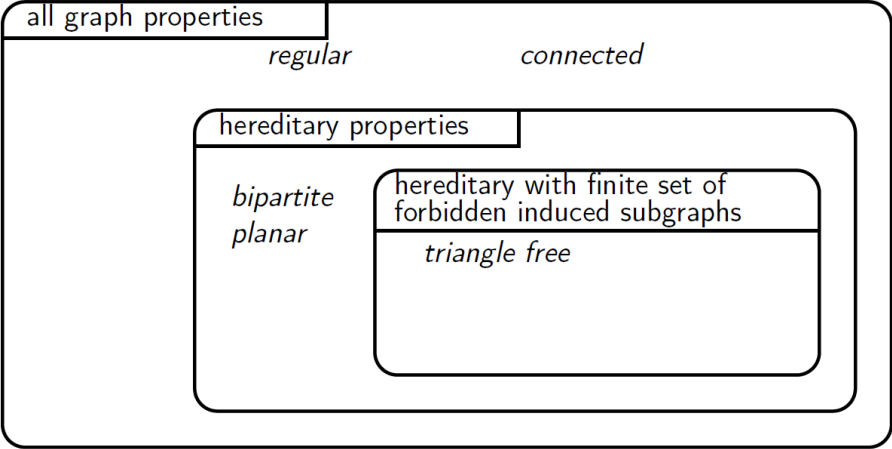 all graph properties
regular connected
hereditary properties
bipartite
planar
hereditary with finite set of
forbidden induced subgraphs
triangle free